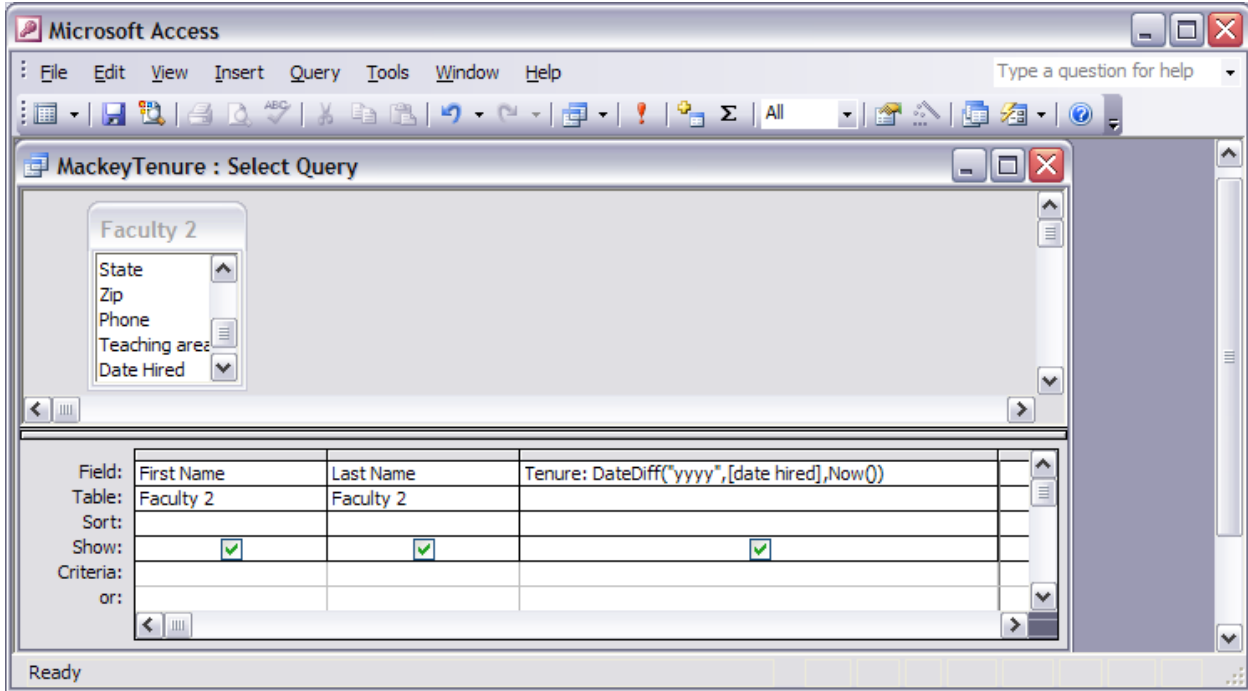 Microsoft Access
File Edit View Insert Query Tools Window Help Type a question for help
ABC All
MackeyTenure : Select Query
Faculty 2
State
Zip
Phone
Teaching area
Date Hired
Field: First Name Last Name Tenure: DateDiff("yyyy",[date hired],Now())
Table: Faculty 2 Faculty 2
Sort:
Show:
Criteria:
or:
Ready